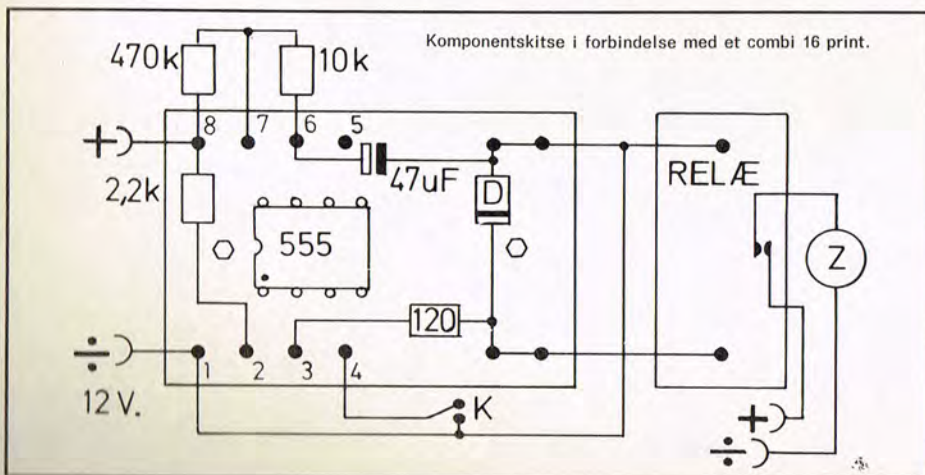 Komponentskitse i forbindelse med et combi 16 print.
470k
10k
8
7
6
5
+
2,2k
47uF
D
RELÆ
555
Z
120
÷
1
2
3
4
12 V.
K
+
÷